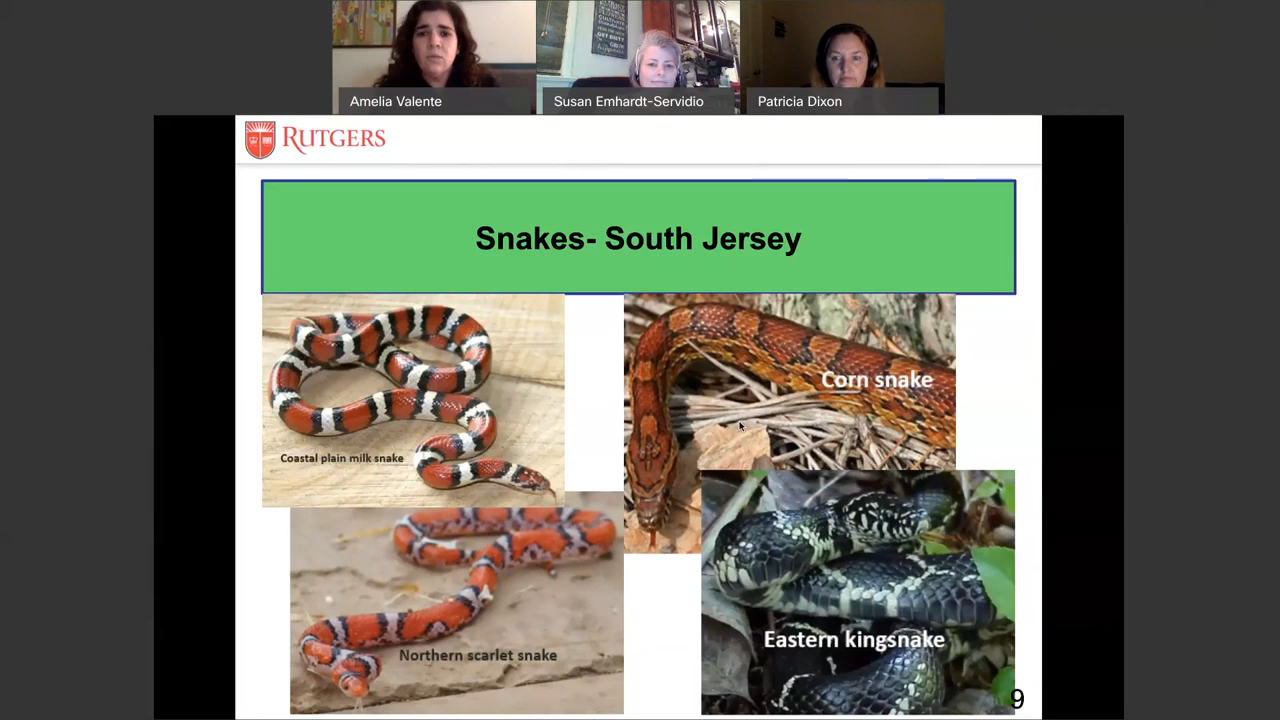 Amelia Valente
Susan Emhardt-Servidio
Patricia Dixon
RUTGERS
Snakes- South Jersey
Corn snake
Coastal plain milk snake
Eastern kingsnake
Northern scarlet snake
9